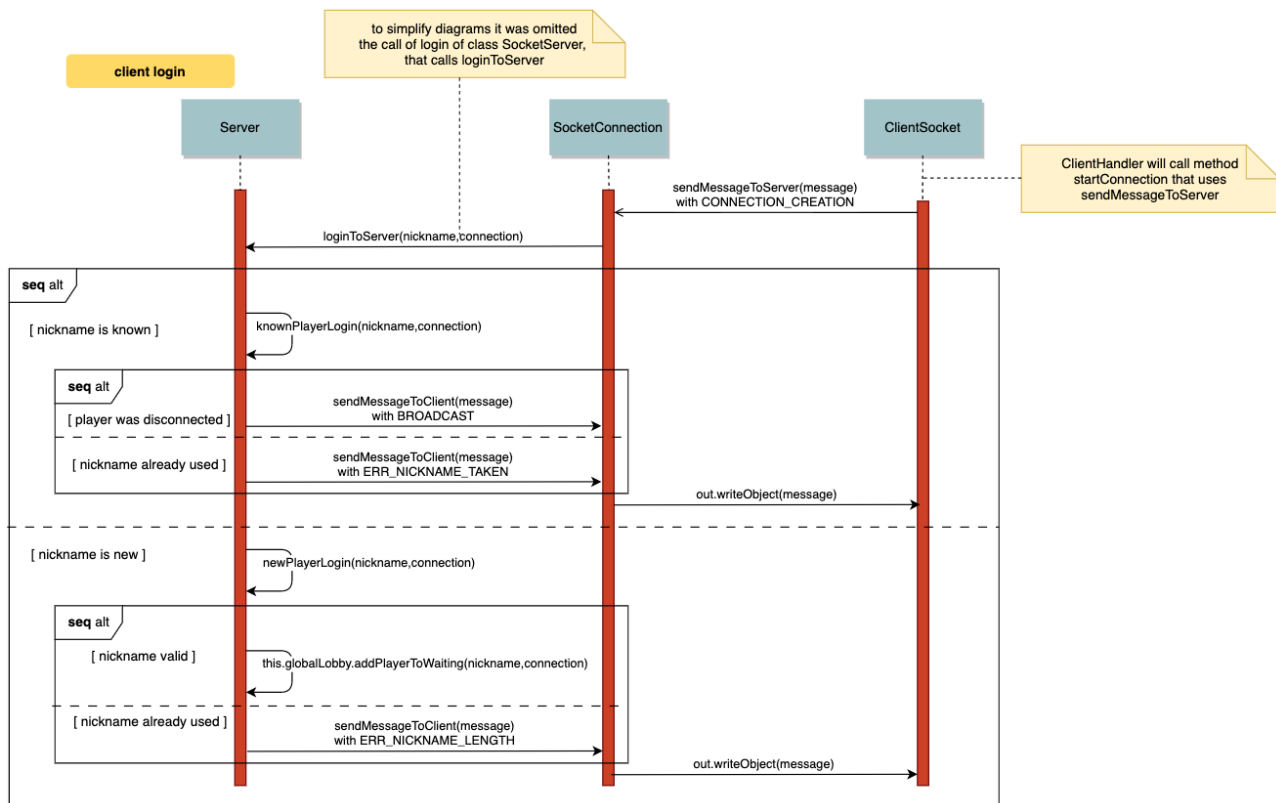 to simplify diagrams it was omitted
the call of login of class SocketServer,
that calls loginToServer
client login
Server
SocketConnection
ClientSocket
ClientHandler will call method
startConnection that uses
sendMessageToServer
sendMessageToServer(message)
with CONNECTION_CREATION
loginToServer(nickname,connection)
seq alt
[ nickname is known ]
knownPlayerLogin(nickname,connection)
seq alt
[ player was disconnected ]
sendMessageToClient(message)
with BROADCAST
[ nickname already used ]
sendMessageToClient(message)
with ERR_NICKNAME_TAKEN
out.writeObject(message)
[ nickname is new ]
newPlayerLogin(nickname,connection)
seq alt
[ nickname valid ]
this.globalLobby.addPlayerToWaiting(nickname,connection)
[ nickname already used ]
sendMessageToClient(message)
with ERR_NICKNAME_LENGTH
out.writeObject(message)